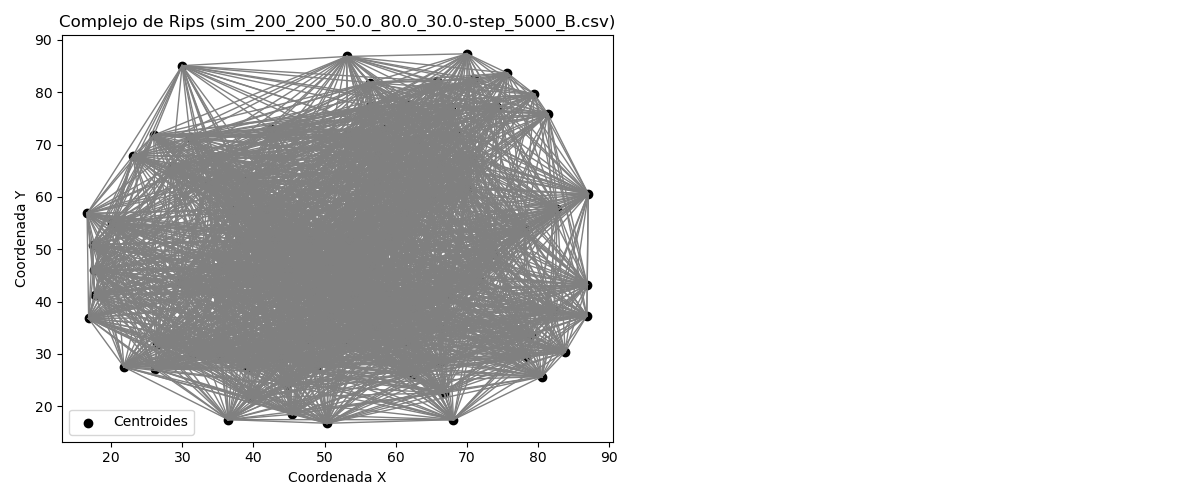 Complejo de Rips (sim_200_200_50.0_80.0_30.0-step_5000_B.csv)
90
80
70
60
50
40
30
20
Coordenada Y
Centroides
20 30 40 50 60 70 80 90
Coordenada X